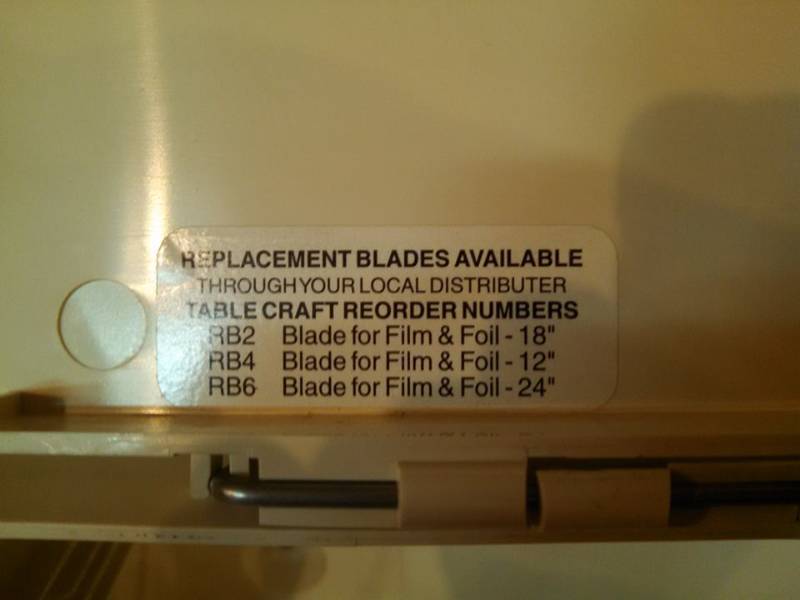 REPLACEMENT BLADES AVAILABLE
THROUGH YOUR LOCAL DISTRIBUTER
TABLE CRAFT REORDER NUMBERS
RB2 Blade for Film & Foil - 18"
RB4 Blade for Film & Foil - 12"
RB6 Blade for Film & Foil - 24"